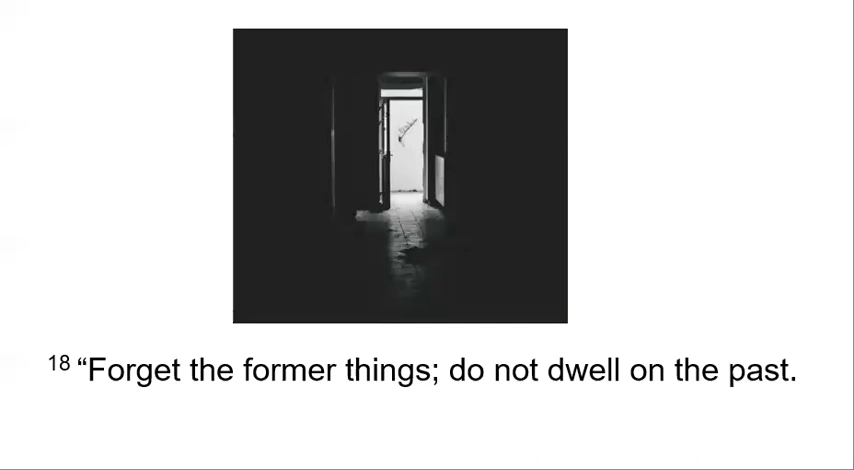 18 “Forget the former things; do not dwell on the past.